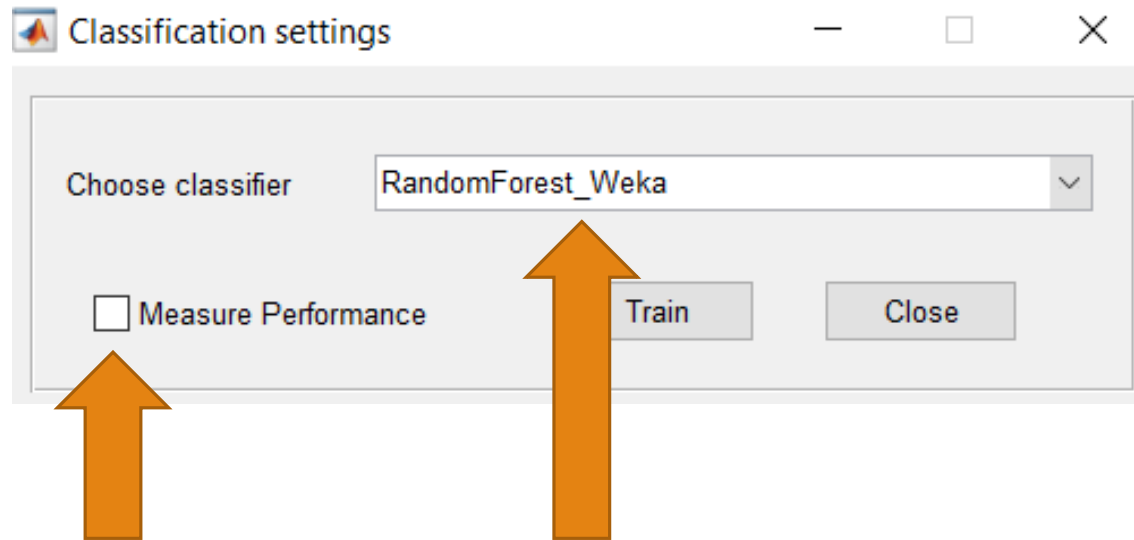 Classification settings
Choose classifier RandomForest_Weka
Measure Performance Train Close